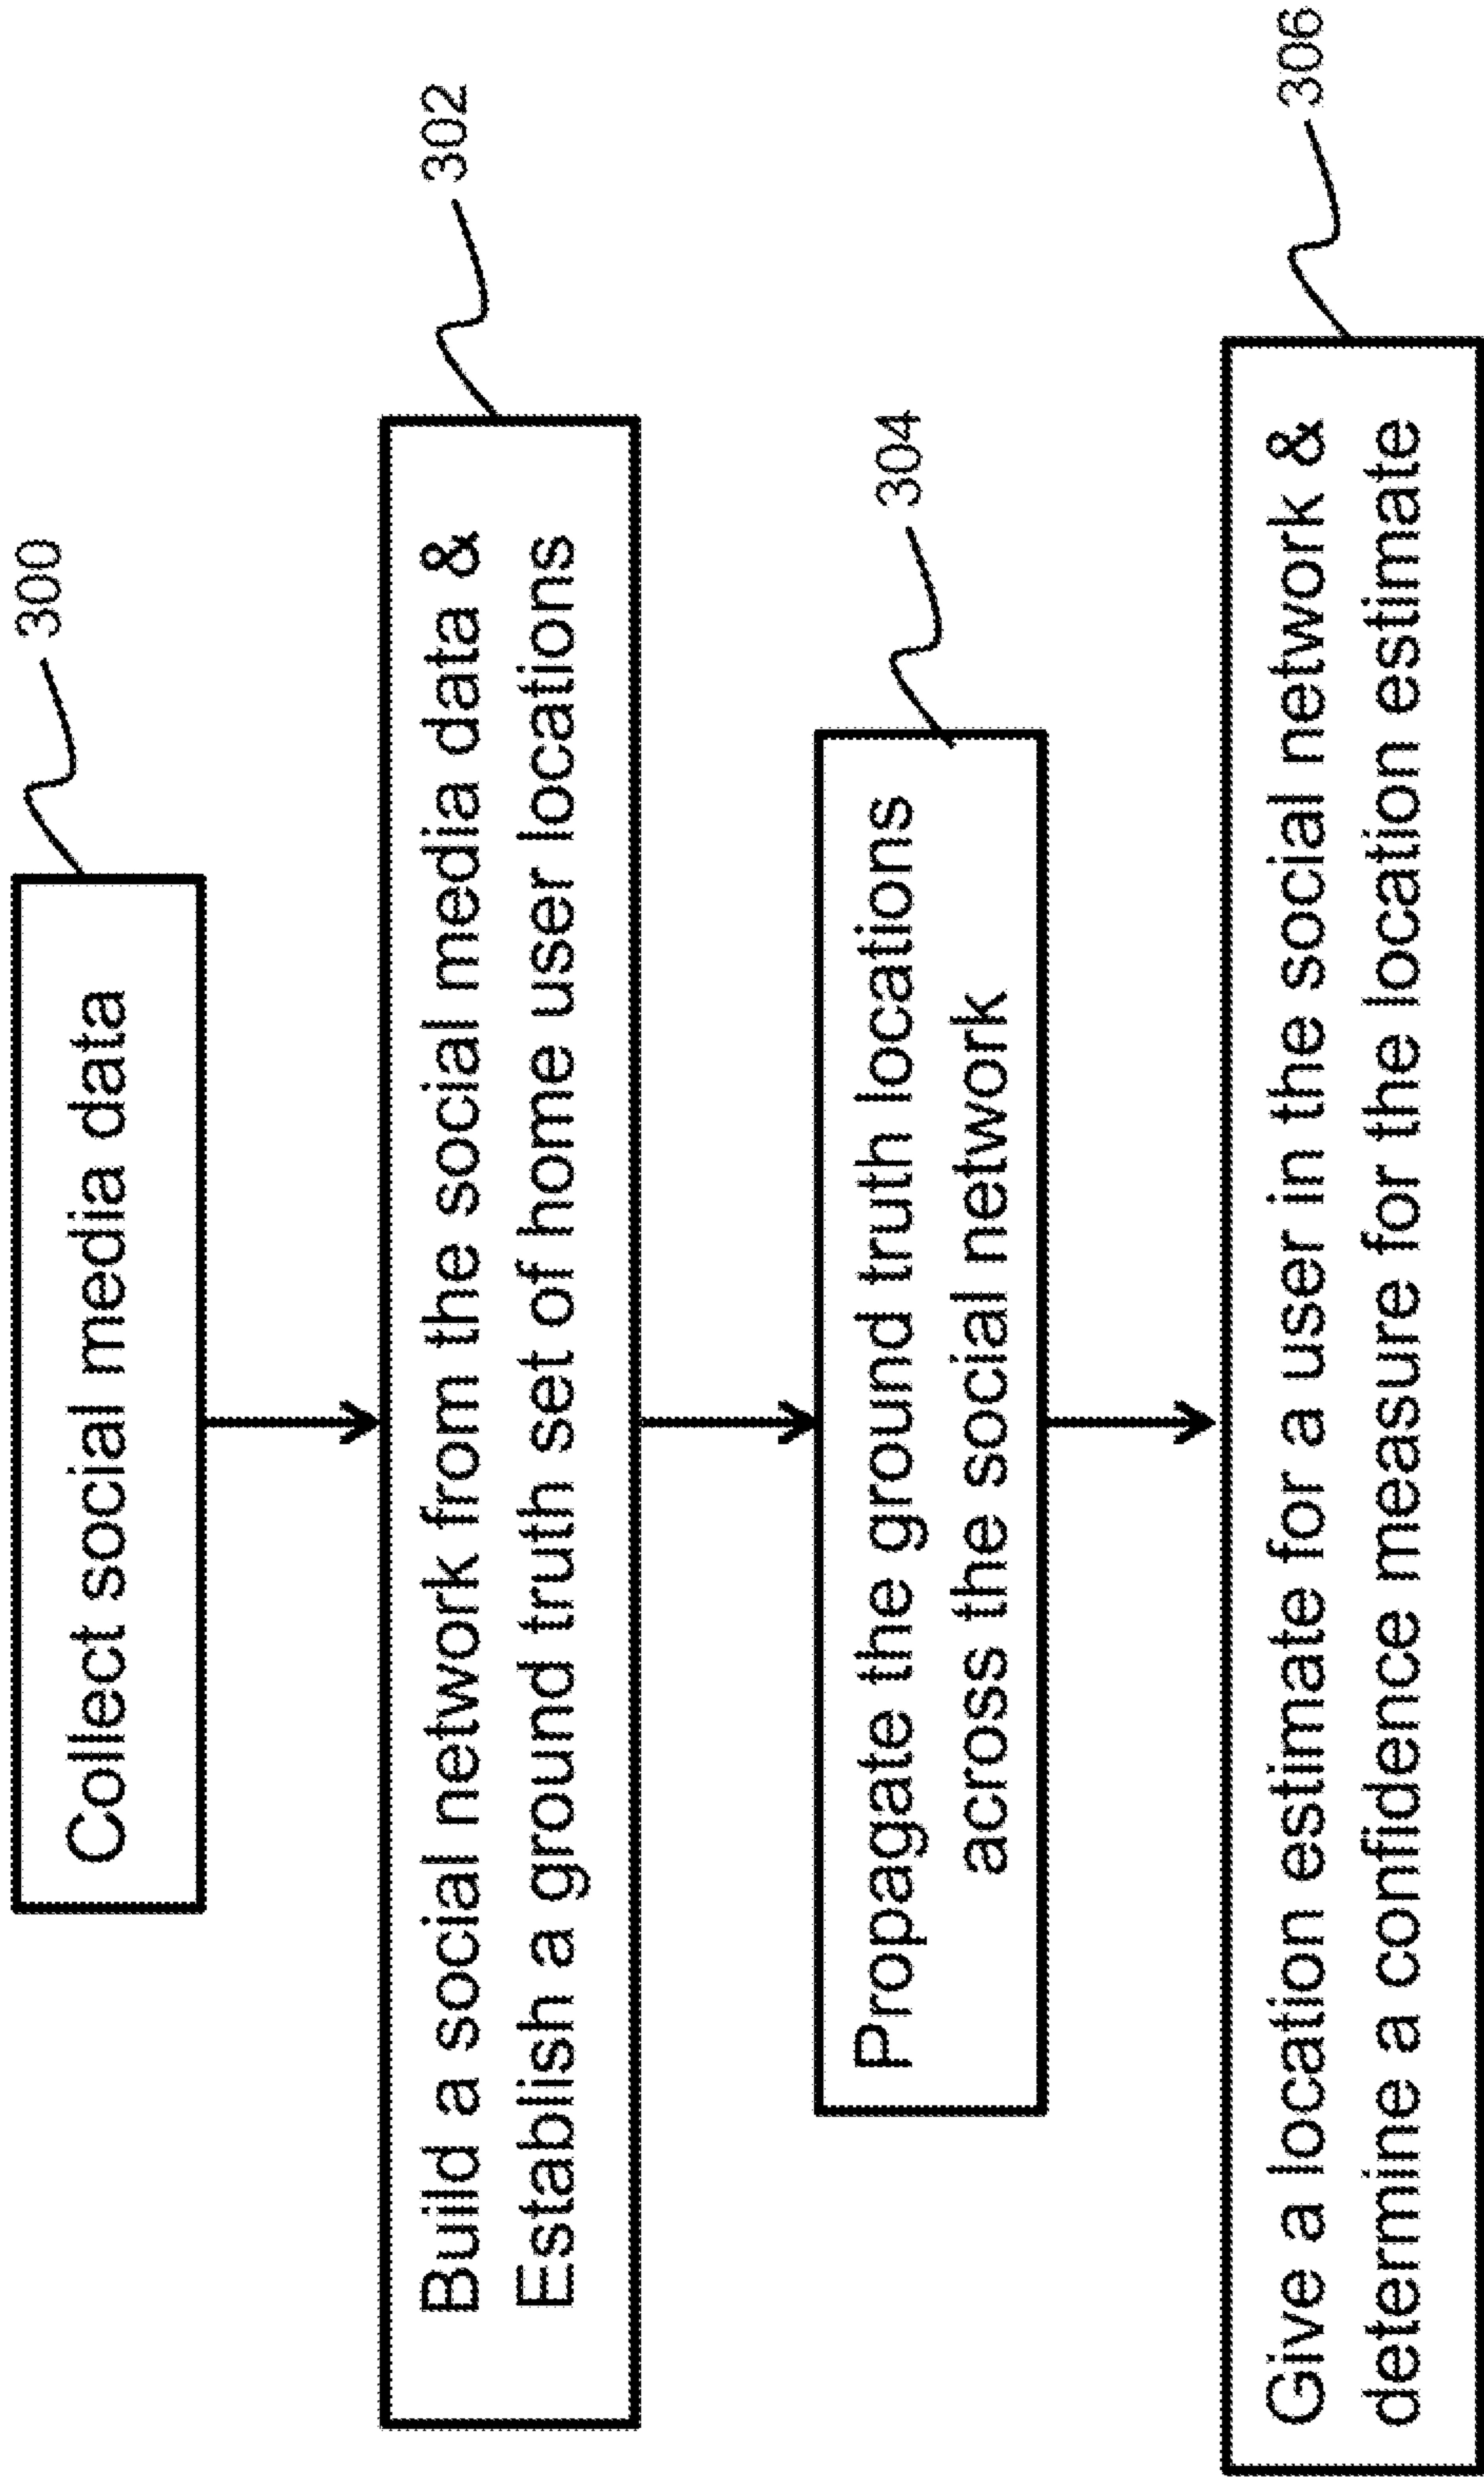 300
Collect social media data
302
Build a social network from the social media data &
Establish a ground truth set of home user locations
304
Propagate the ground truth locations
across the social network
306
Give a location estimate for a user in the social network &
determine a confidence measure for the location estimate